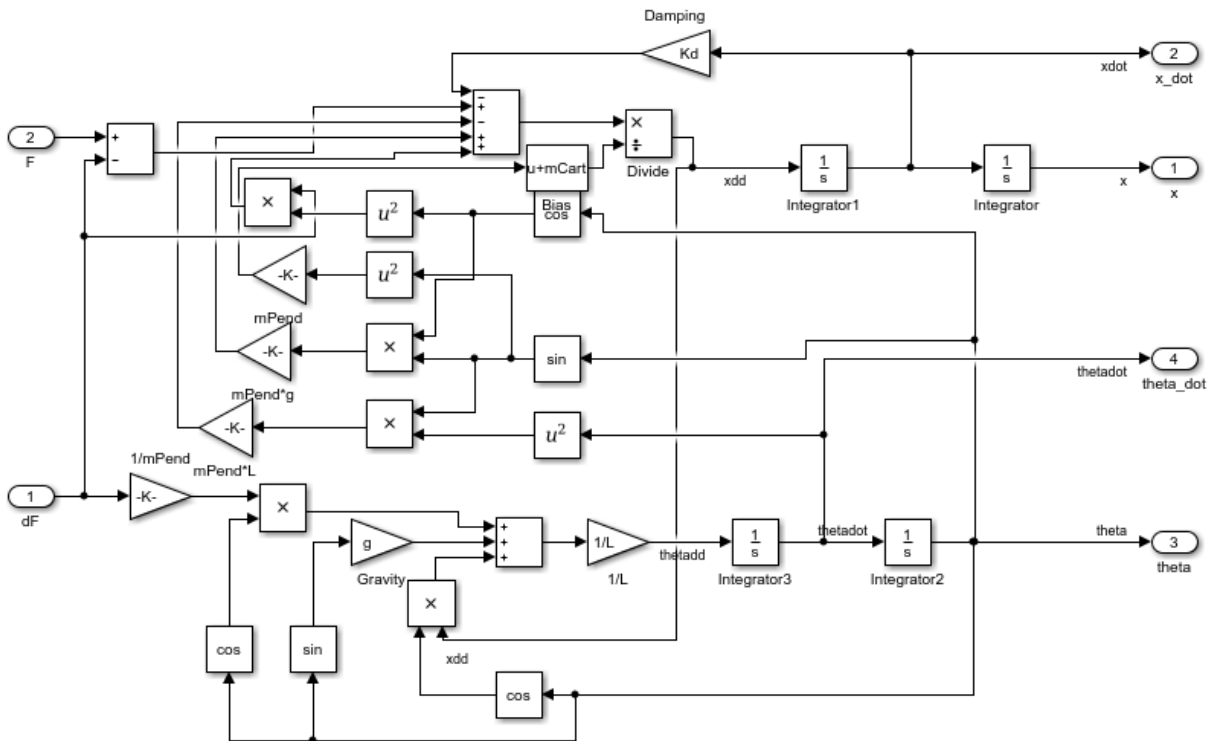 Damping
Kd
xdot
2
x_dot
−
+
−
+
+
2
F
+
−
×
÷
Divide
u+mCart
Bias
xdd
1
s
Integrator1
1
s
Integrator
x
1
x
×
u²
cos
-K-
mPend
u²
-K-
mPend*g
×
sin
thetadot
4
theta_dot
-K-
mPend*L
×
u²
1/mPend
1
dF
-K-
×
g
Gravity
+
+
+
1/L
1/L
thetadd
1
s
Integrator3
thetadot
1
s
Integrator2
theta
3
theta
×
cos
sin
xdd
cos